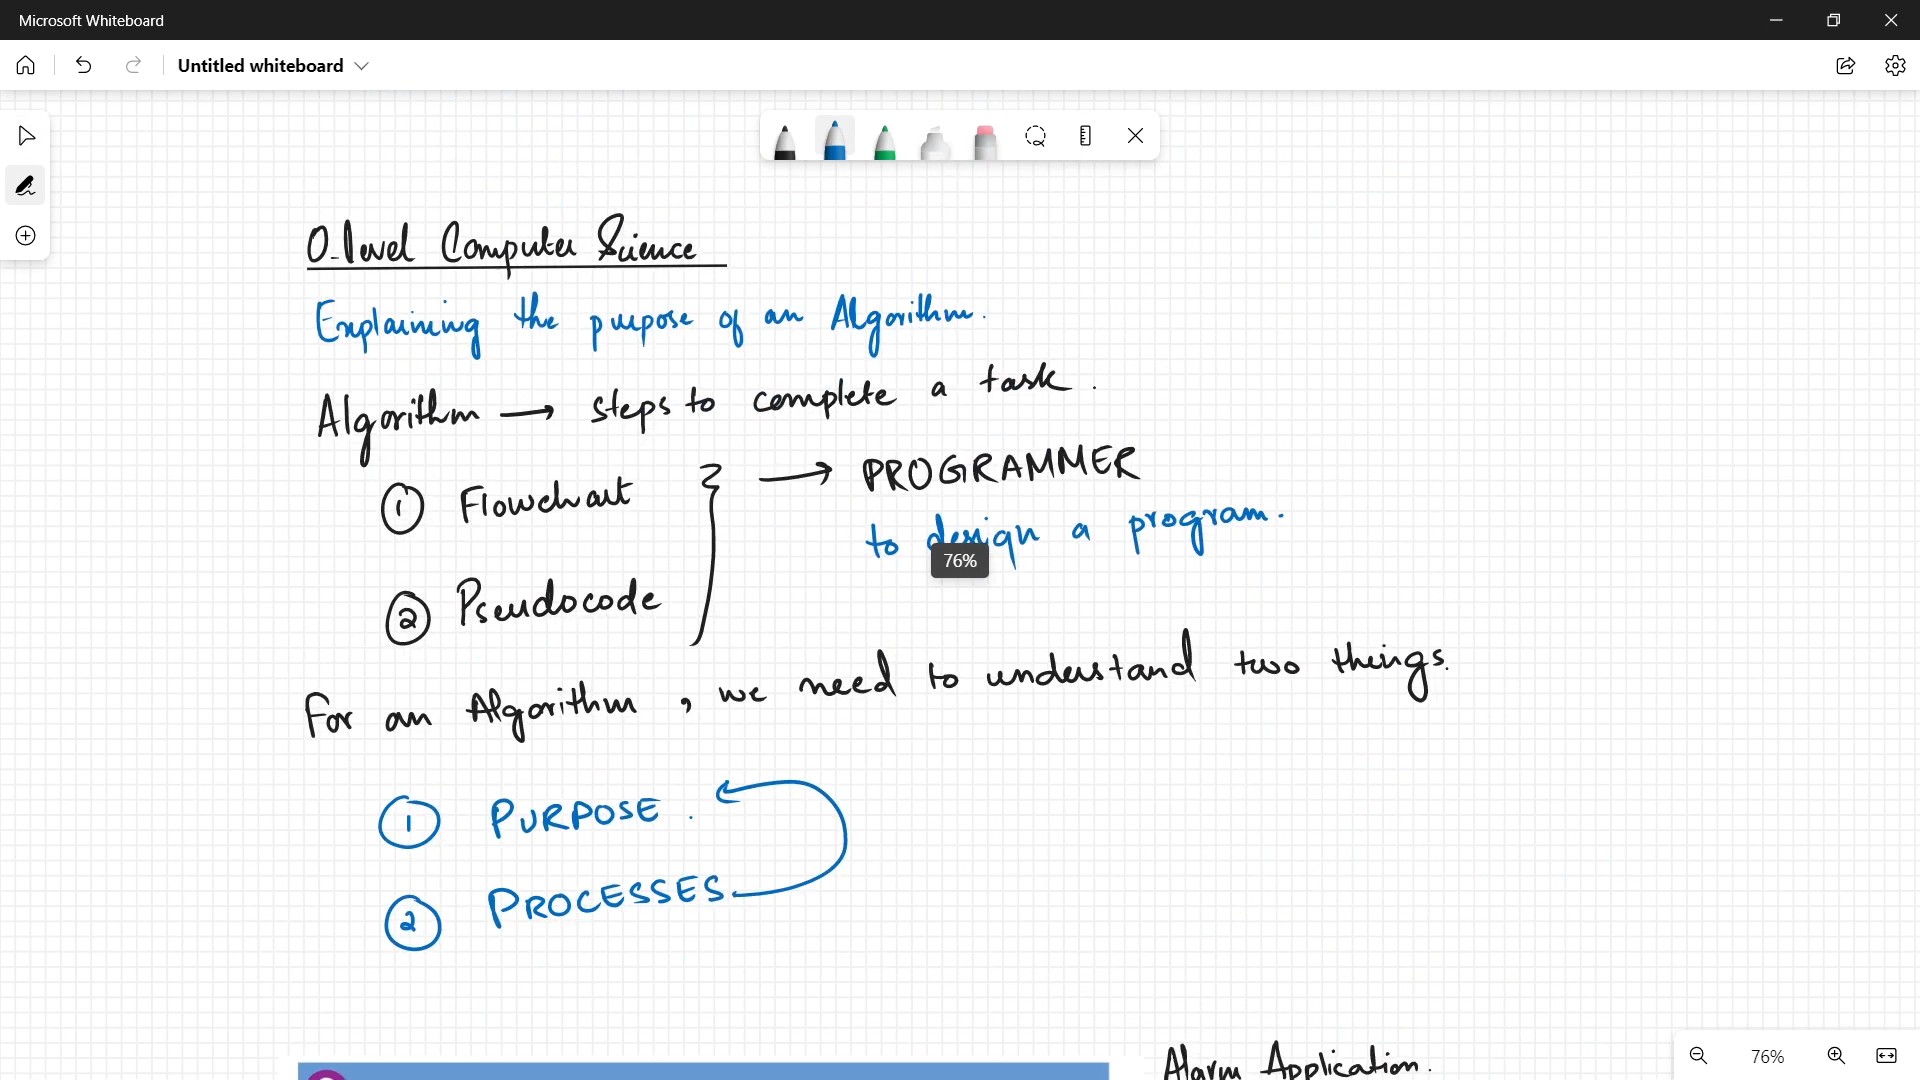 Microsoft Whiteboard
Untitled whiteboard
O-level Computer Science
Explaining the purpose of an Algorithm.
Algorithm → steps to complete a task.
① Flowchart } → PROGRAMMER
to design a program.
76%
② Pseudocode
For an Algorithm, we need to understand two things.
① PURPOSE.
② PROCESSES
Alarm Application.
76%